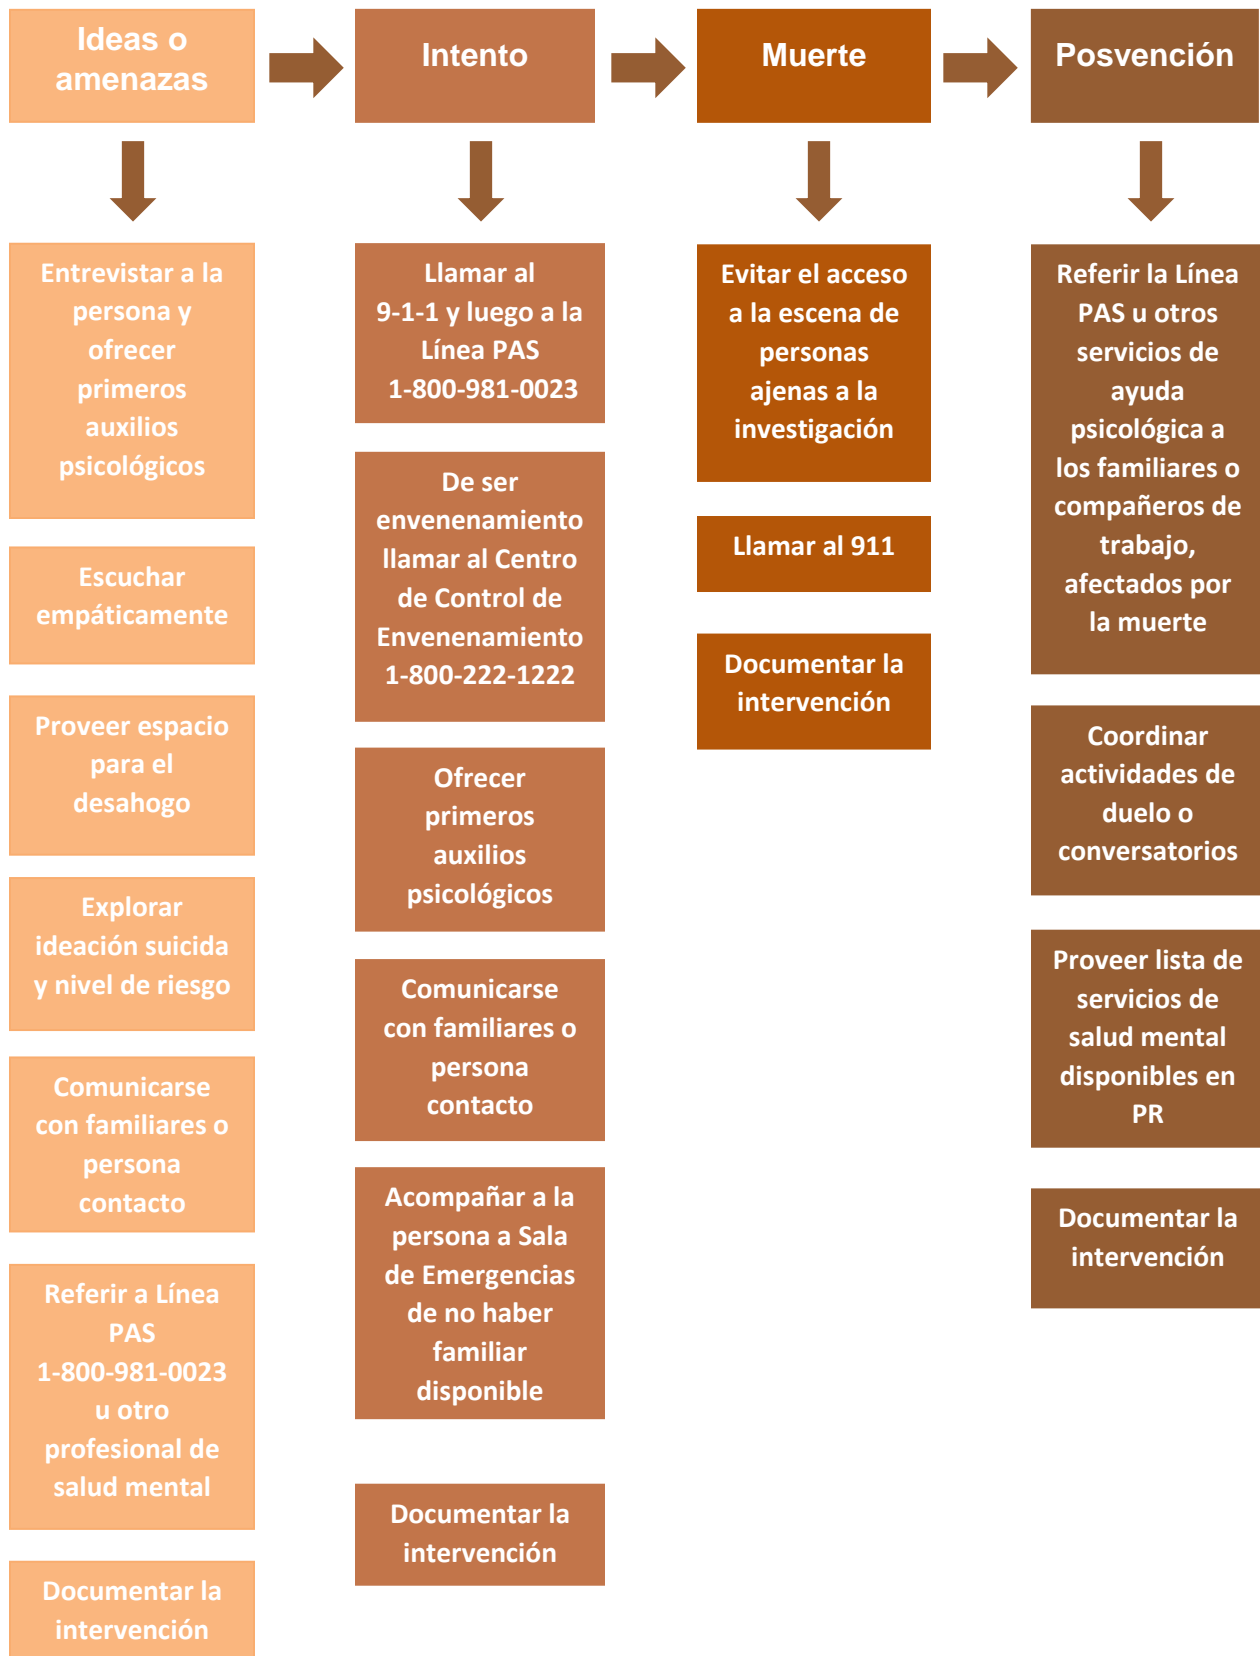 Ideas o
amenazas
Intento
Muerte
Posvención
Entrevistar a la
persona y
ofrecer
primeros
auxilios
psicológicos
Escuchar
empáticamente
Proveer espacio
para el
desahogo
Explorar
ideación suicida
y nivel de riesgo
Comunicarse
con familiares o
persona
contacto
Referir a Línea
PAS
1-800-981-0023
u otro
profesional de
salud mental
Documentar la
intervención
Llamar al
9-1-1 y luego a la
Línea PAS
1-800-981-0023
De ser
envenenamiento
llamar al Centro
de Control de
Envenenamiento
1-800-222-1222
Ofrecer
primeros
auxilios
psicológicos
Comunicarse
con familiares o
persona
contacto
Acompañar a la
persona a Sala
de Emergencias
de no haber
familiar
disponible
Documentar la
intervención
Evitar el acceso
a la escena de
personas
ajenas a la
investigación
Llamar al 911
Documentar la
intervención
Referir la Línea
PAS u otros
servicios de
ayuda
psicológica a
los familiares o
compañeros de
trabajo,
afectados por
la muerte
Coordinar
actividades de
duelo o
conversatorios
Proveer lista de
servicios de
salud mental
disponibles en
PR
Documentar la
intervención